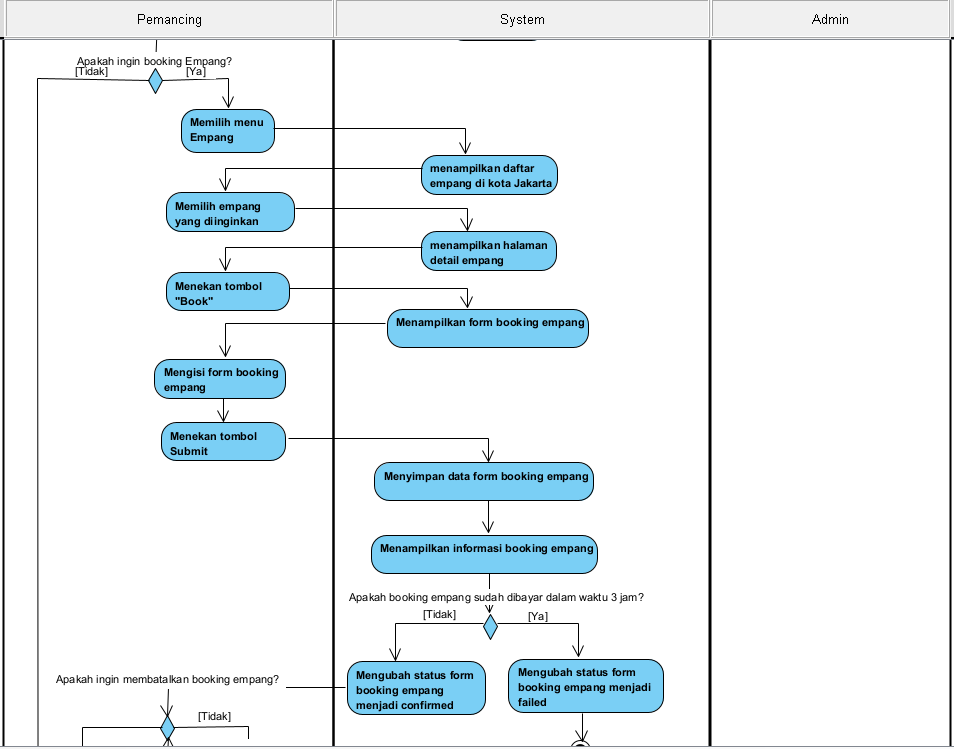 Pemancing
System
Admin
Apakah ingin booking Empang?
[Tidak]
[Ya]
Memilih menu
Empang
menampilkan daftar
empang di kota Jakarta
Memilih empang
yang diinginkan
menampilkan halaman
detail empang
Menekan tombol
"Book"
Menampilkan form booking empang
Mengisi form booking
empang
Menekan tombol
Submit
Menyimpan data form booking empang
Menampilkan informasi booking empang
Apakah booking empang sudah dibayar dalam waktu 3 jam?
[Tidak]
[Ya]
Mengubah status form
booking empang
menjadi confirmed
Mengubah status form
booking empang menjadi
failed
Apakah ingin membatalkan booking empang?
[Tidak]